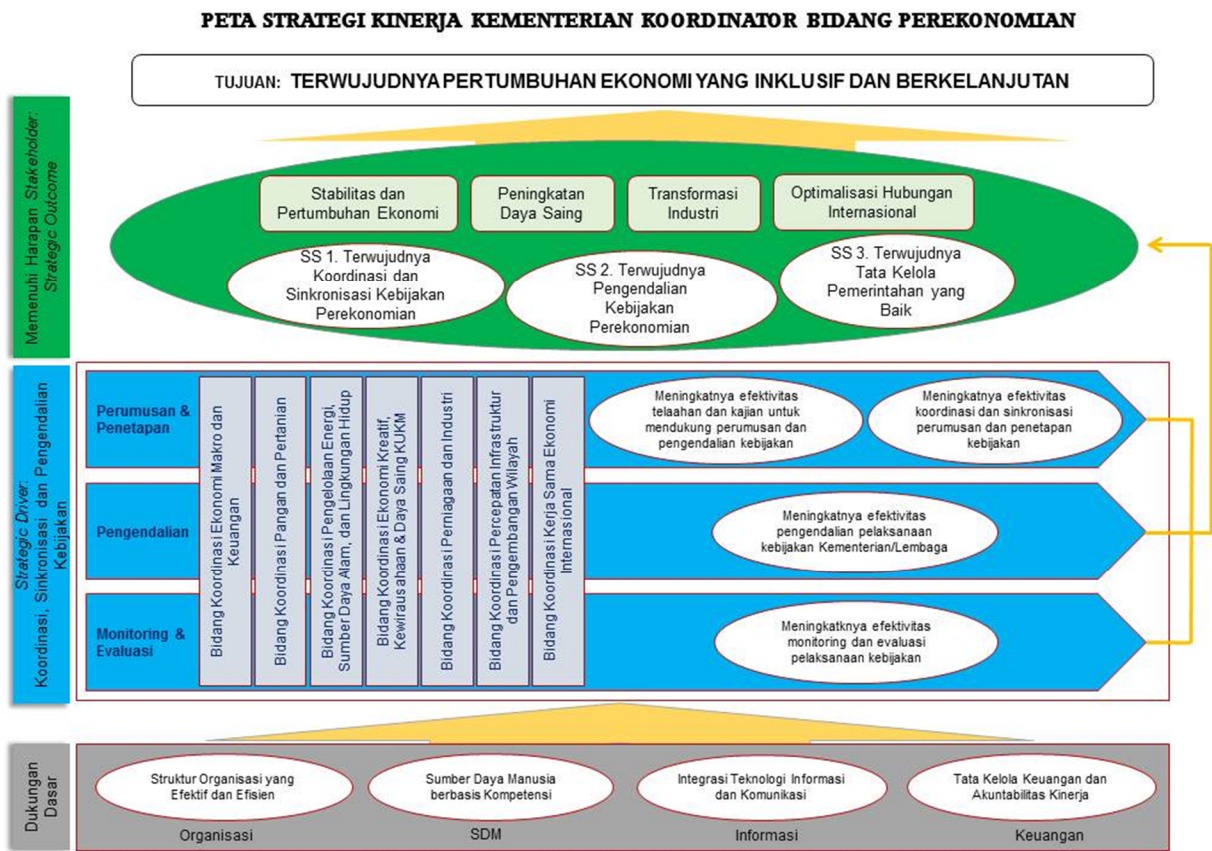 PETA STRATEGI KINERJA KEMENTERIAN KOORDINATOR BIDANG PEREKONOMIAN
TUJUAN: TERWUJUDNYA PERTUMBUHAN EKONOMI YANG INKLUSIF DAN BERKELANJUTAN
Memenuhi Harapan Stakeholder:
Strategic Outcome
Stabilitas dan
Pertumbuhan Ekonomi
Peningkatan
Daya Saing
Transformasi
Industri
Optimalisasi Hubungan
Internasional
SS 1. Terwujudnya
Koordinasi dan
Sinkronisasi Kebijakan
Perekonomian
SS 2. Terwujudnya
Pengendalian
Kebijakan
Perekonomian
SS 3. Terwujudnya
Tata Kelola
Pemerintahan yang
Baik
Strategic Driver:
Koordinasi, Sinkronisasi dan Pengendalian
Kebijakan
Perumusan &
Penetapan
Pengendalian
Monitoring &
Evaluasi
Bidang Koordinasi Ekonomi Makro dan
Keuangan
Bidang Koordinasi Pangan dan Pertanian
Bidang Koordinasi Pengelolaan Energi,
Sumber Daya Alam, dan Lingkungan Hidup
Bidang Koordinasi Ekonomi Kreatif,
Kewirausahaan & Daya Saing KUKM
Bidang Koordinasi Perniagaan dan Industri
Bidang Koordinasi Percepatan Infrastruktur
dan Pengembangan Wilayah
Bidang Koordinasi Kerja Sama Ekonomi
Internasional
Meningkatnya efektivitas
telaahan dan kajian untuk
mendukung perumusan dan
pengendalian kebijakan
Meningkatnya efektivitas
koordinasi dan sinkronisasi
perumusan dan penetapan
kebijakan
Meningkatnya efektivitas
pengendalian pelaksanaan
kebijakan Kementerian/Lembaga
Meningkatknya efektivitas
monitoring dan evaluasi
pelaksanaan kebijakan
Dukungan
Dasar
Struktur Organisasi yang
Efektif dan Efisien
Organisasi
Sumber Daya Manusia
berbasis Kompetensi
SDM
Integrasi Teknologi Informasi
dan Komunikasi
Informasi
Tata Kelola Keuangan dan
Akuntabilitas Kinerja
Keuangan